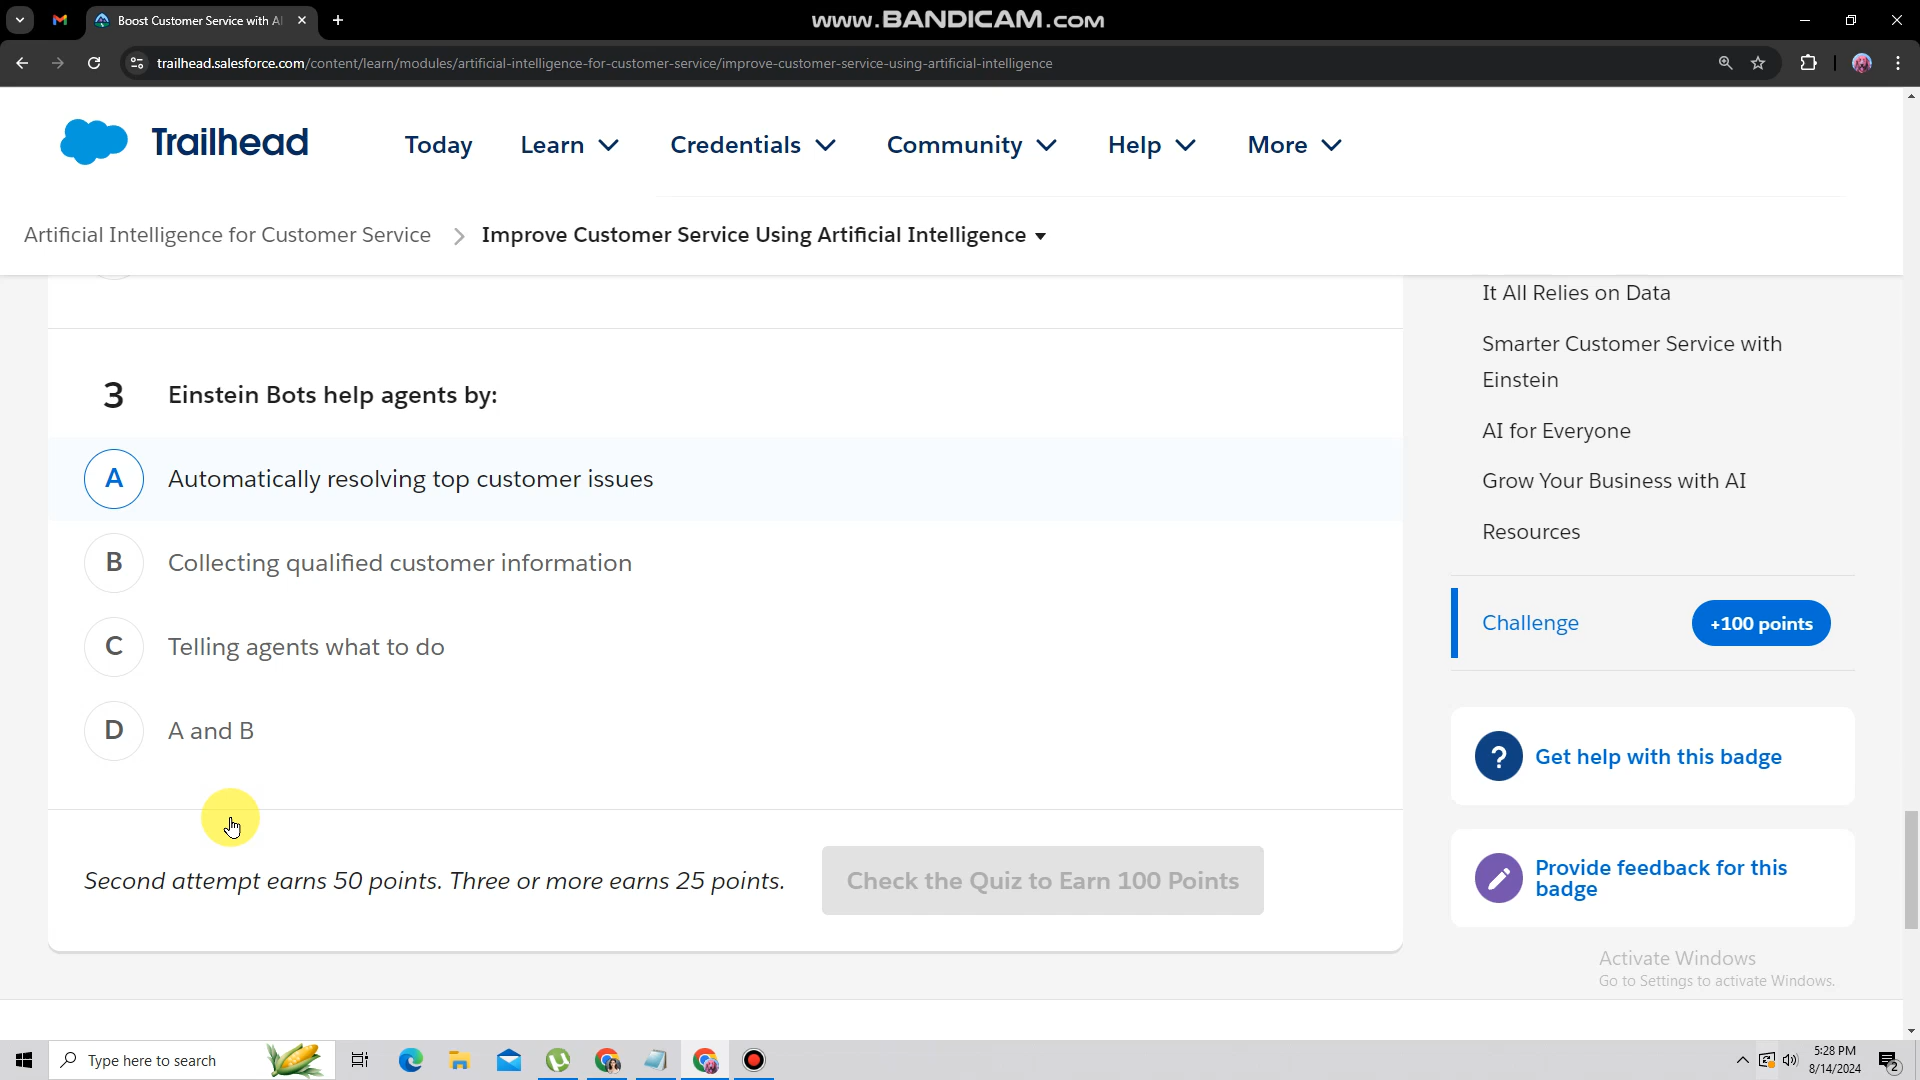 Boost Customer Service with AI
www.BANDICAM.com
trailhead.salesforce.com/content/learn/modules/artificial-intelligence-for-customer-service/improve-customer-service-using-artificial-intelligence
Trailhead
Today
Learn
Credentials
Community
Help
More
Artificial Intelligence for Customer Service
Improve Customer Service Using Artificial Intelligence
3 Einstein Bots help agents by:
A Automatically resolving top customer issues
B Collecting qualified customer information
C Telling agents what to do
D A and B
Second attempt earns 50 points. Three or more earns 25 points.
Check the Quiz to Earn 100 Points
It All Relies on Data
Smarter Customer Service with
Einstein
AI for Everyone
Grow Your Business with AI
Resources
Challenge
+100 points
? Get help with this badge
Provide feedback for this
badge
Activate Windows
Go to Settings to activate Windows.
Type here to search
5:28 PM
8/14/2024
2